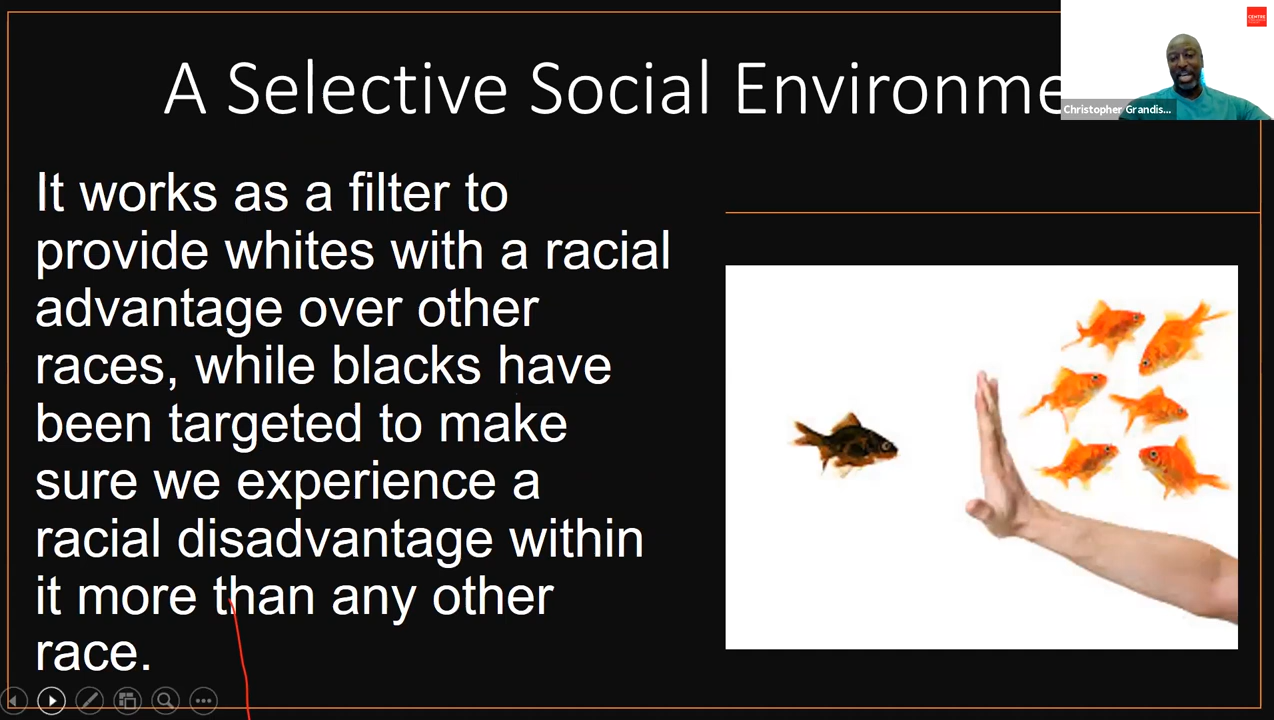 A Selective Social Environme
Christopher Grandis...
It works as a filter to
provide whites with a racial
advantage over other
races, while blacks have
been targeted to make
sure we experience a
racial disadvantage within
it more than any other
race.